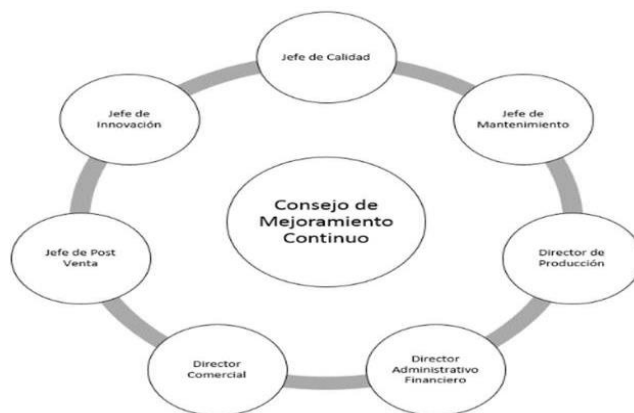 Jefe de Calidad
Jefe de
Mantenimiento
Director de
Producción
Director
Administrativo
Financiero
Director
Comercial
Jefe de Post
Venta
Jefe de
Innovación
Consejo de
Mejoramiento
Continuo